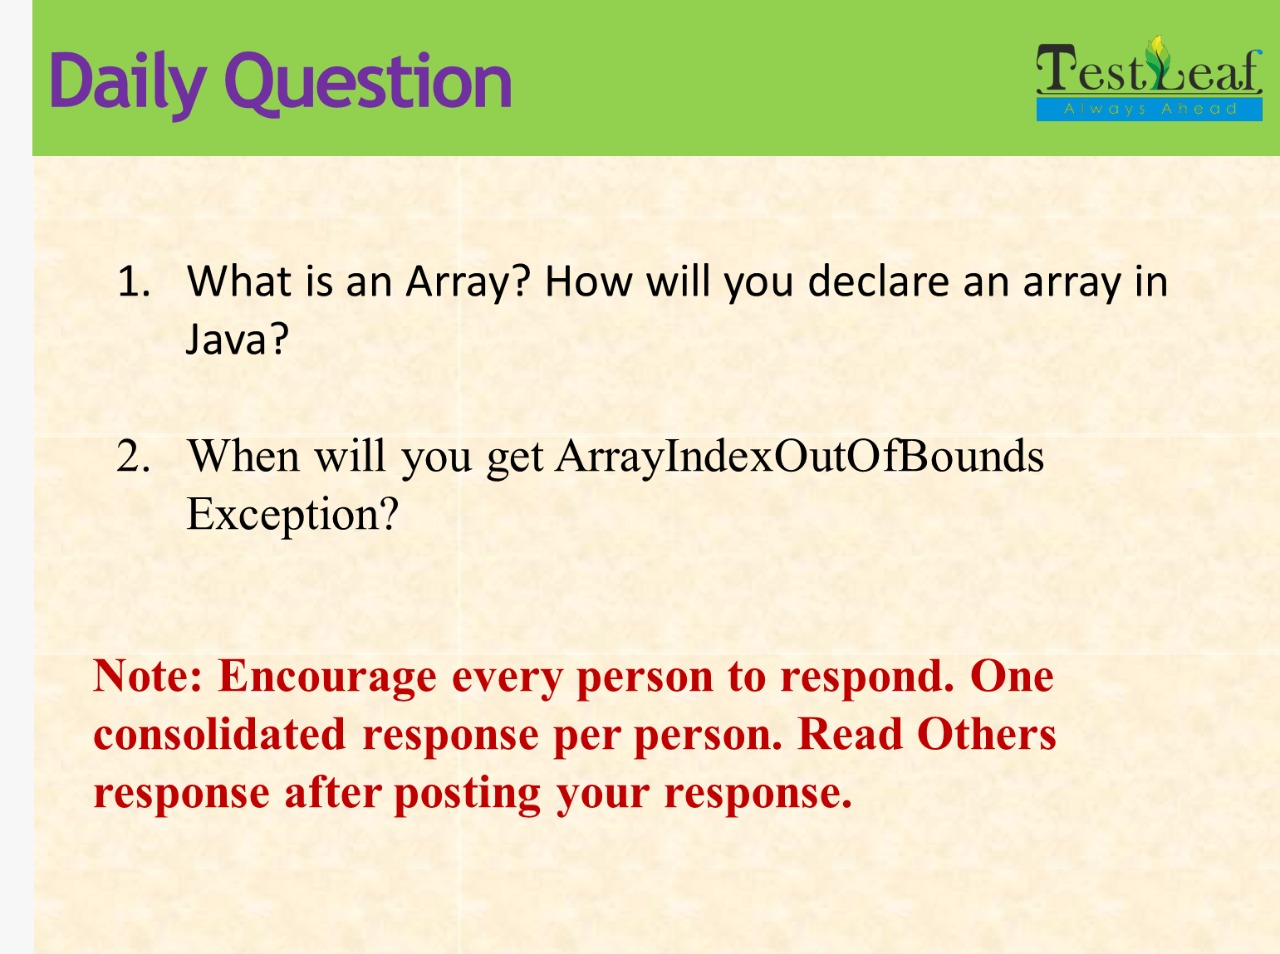 Daily Question
TestLeaf
Always Ahead
1. What is an Array? How will you declare an array in
Java?
2. When will you get ArrayIndexOutOfBounds
Exception?
Note: Encourage every person to respond. One
consolidated response per person. Read Others
response after posting your response.